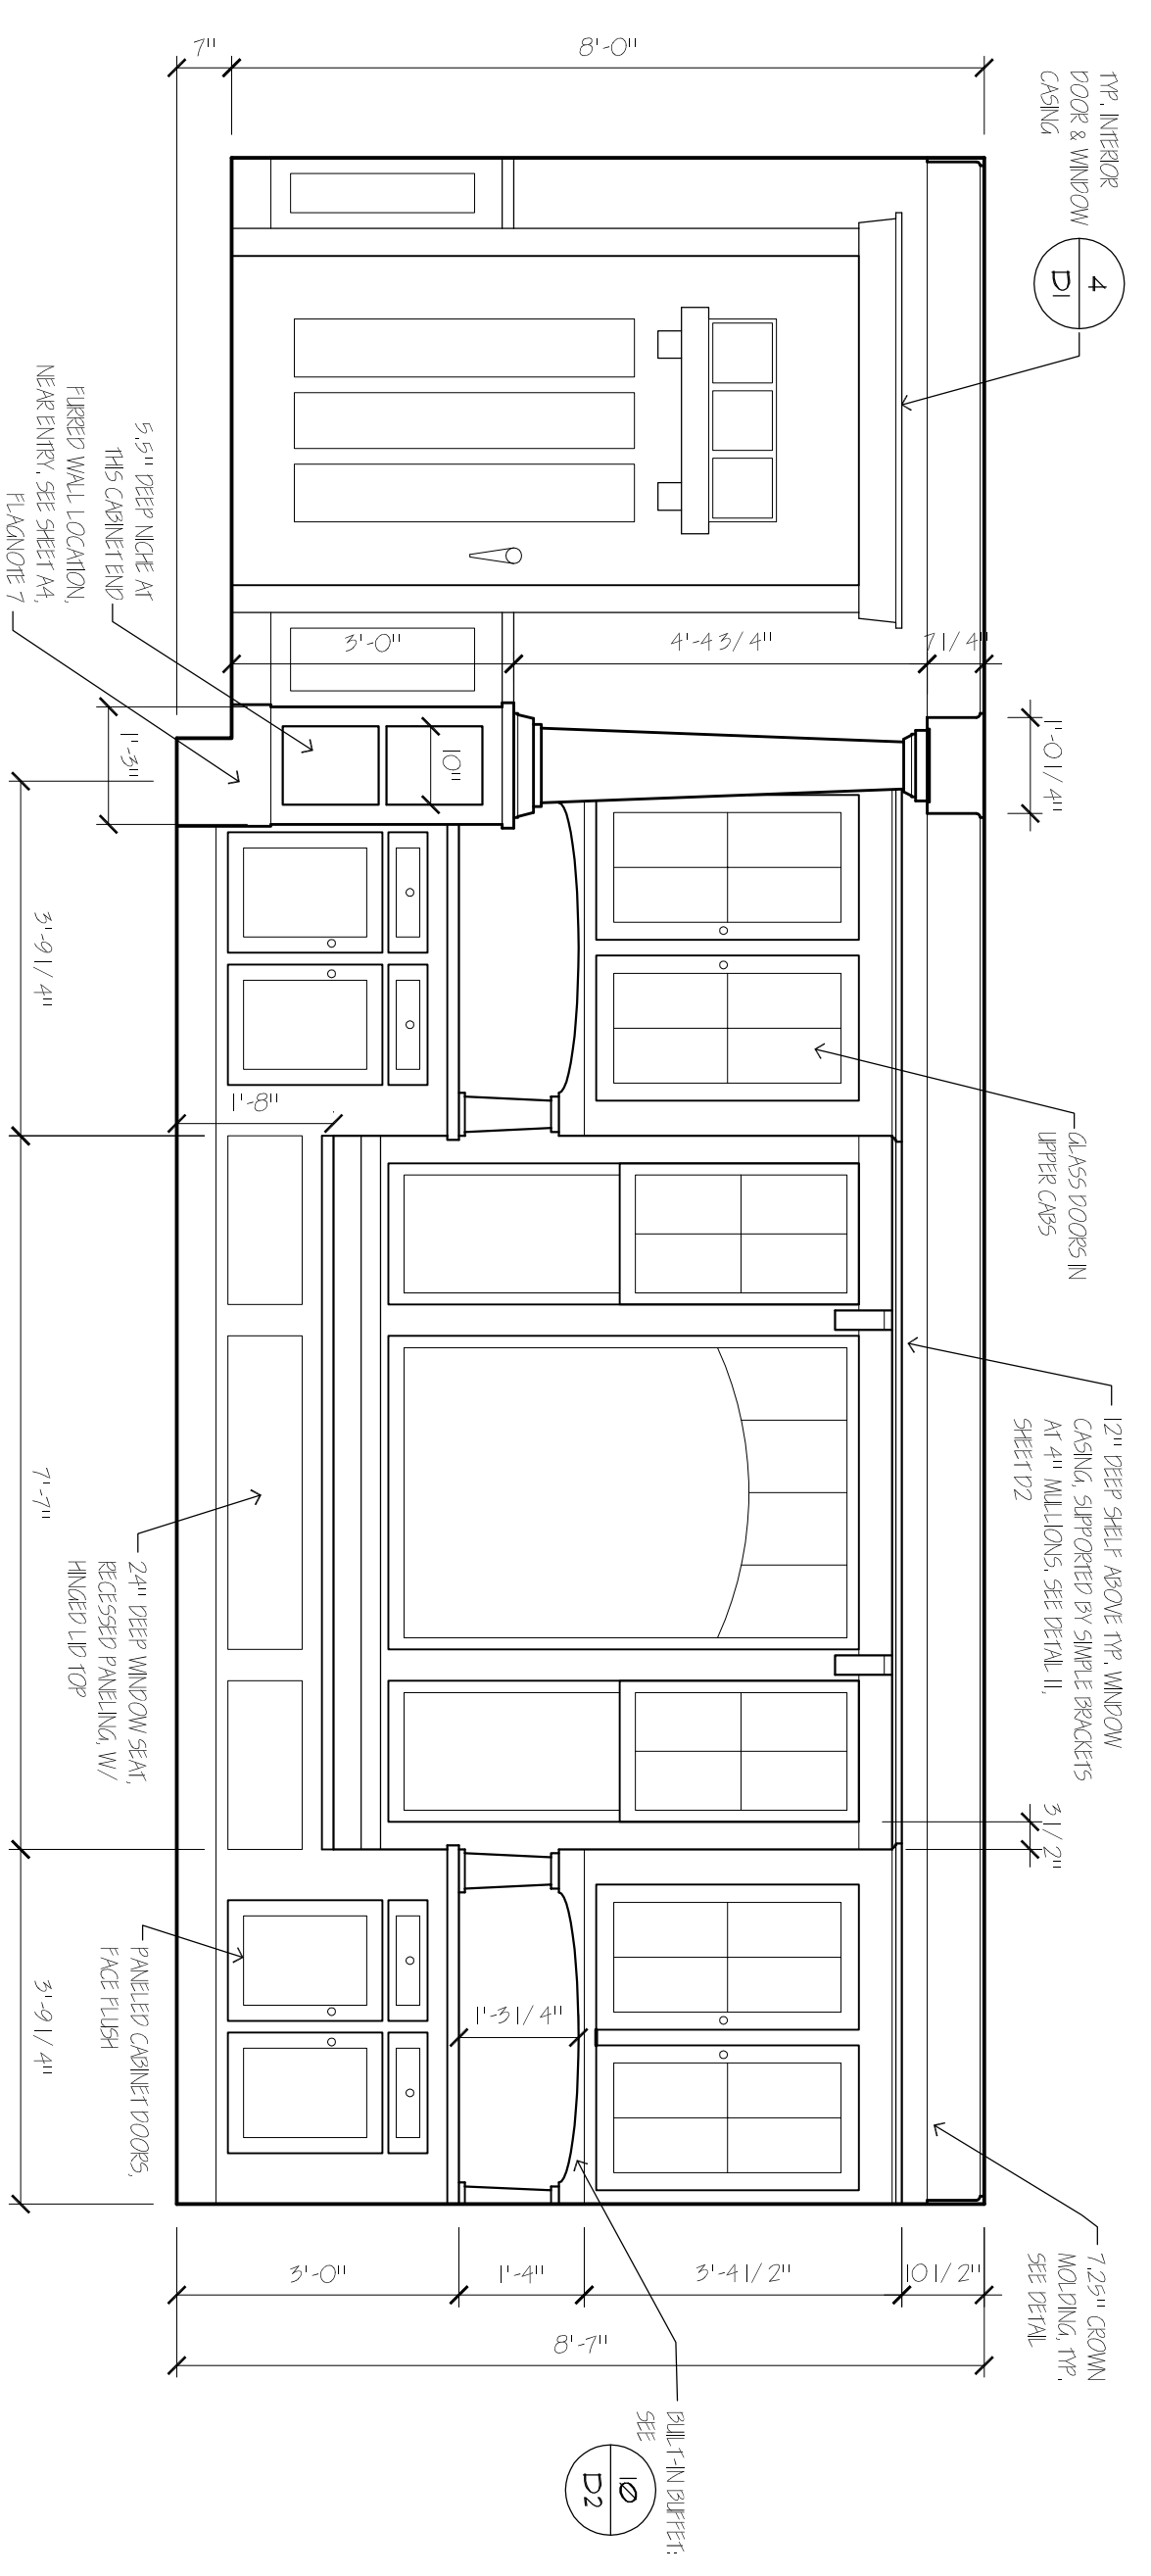 TYP. INTERIOR
DOOR & WINDOW
CASING
4
D1
GLASS DOORS IN
UPPER CABS
12" DEEP SHELF ABOVE TYP. WINDOW
CASING, SUPPORTED BY SIMPLE BRACKETS
AT 4" MULLIONS. SEE DETAIL 11,
SHEET D2
7.25" CROWN
MOLDING, TYP.
SEE DETAIL
BUILT-IN BUFFET:
SEE
10
D2
8'-0"
7"
1'-0 1/4"
7 1/4"
4'-4 3/4"
3'-0"
10"
1'-3"
1'-8"
3 1/2"
1'-3 1/4"
10 1/2"
3'-4 1/2"
1'-4"
3'-0"
8'-7"
5.5" DEEP NICHE AT
THIS CABINET END
FURRED WALL LOCATION,
NEAR ENTRY. SEE SHEET A4,
FLAGNOTE 7
24" DEEP WINDOW SEAT,
RECESSED PANELING, W/
HINGED LID TOP
PANELED CABINET DOORS,
FACE FLUSH
3'-9 1/4"
7'-7"
3'-9 1/4"